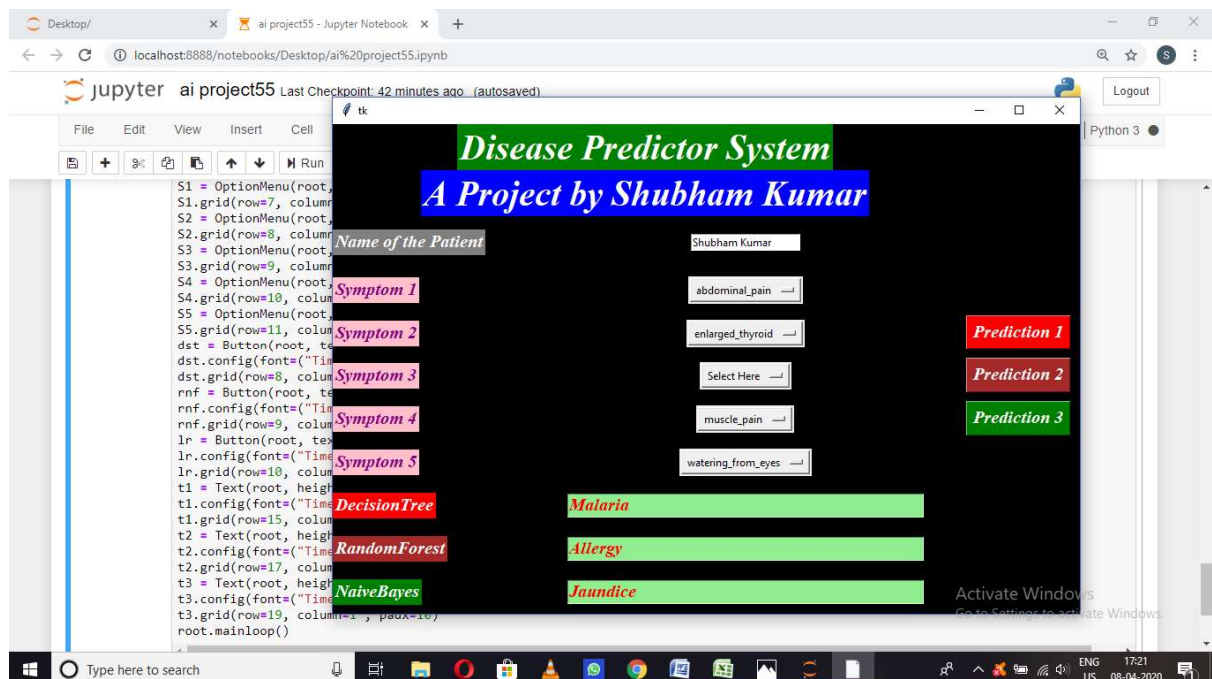 Desktop/ ai project55 - Jupyter Notebook
localhost:8888/notebooks/Desktop/ai%20project55.ipynb S
jupyter ai project55 Last Checkpoint: 42 minutes ago (autosaved) Logout
File Edit View Insert Cell Python 3
Run
tk
Disease Predictor System
A Project by Shubham Kumar
Name of the Patient Shubham Kumar
Symptom 1 abdominal_pain
Symptom 2 enlarged_thyroid Prediction 1
Symptom 3 Select Here Prediction 2
Symptom 4 muscle_pain Prediction 3
Symptom 5 watering_from_eyes
DecisionTree Malaria
RandomForest Allergy
NaiveBayes Jaundice
S1 = OptionMenu(root,
S1.grid(row=7, column
S2 = OptionMenu(root,
S2.grid(row=8, column
S3 = OptionMenu(root,
S3.grid(row=9, column
S4 = OptionMenu(root,
S4.grid(row=10, colum
S5 = OptionMenu(root,
S5.grid(row=11, colum
dst = Button(root, te
dst.config(font=("Tim
dst.grid(row=8, colum
rnf = Button(root, te
rnf.config(font=("Tim
rnf.grid(row=9, colum
lr = Button(root, tex
lr.config(font=("Time
lr.grid(row=10, colum
t1 = Text(root, heigh
t1.config(font=("Time
t1.grid(row=15, colum
t2 = Text(root, heigh
t2.config(font=("Time
t2.grid(row=17, colum
t3 = Text(root, heigh
t3.config(font=("Time
t3.grid(row=19, column=1 , padx=10)
root.mainloop()
Activate Windows
Go to Settings to activate Windows.
Type here to search ENG 17:21
US 08-04-2020